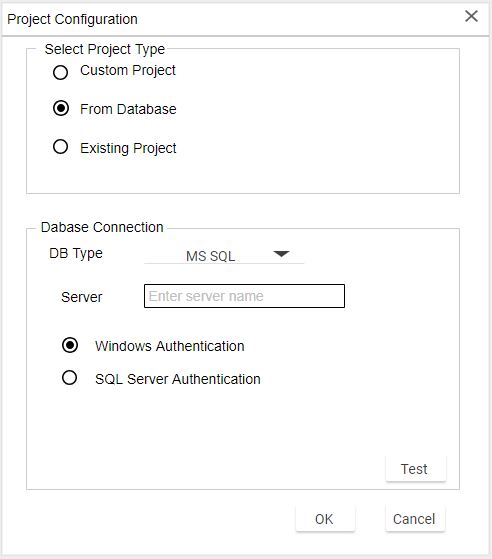 Project Configuration
Select Project Type
Custom Project
From Database
Existing Project
Dabase Connection
DB Type MS SQL
Server Enter server name
Windows Authentication
SQL Server Authentication
Test
OK Cancel